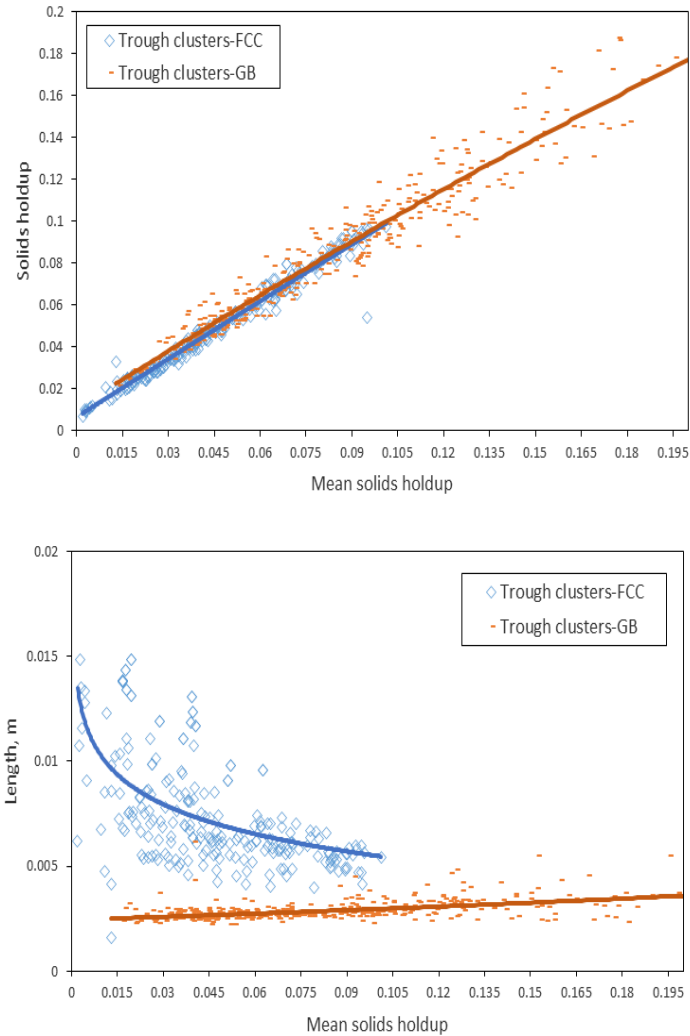 0.2
Trough clusters-FCC
0.18
Trough clusters-GB
0.16
0.14
0.12
0.1
0.08
0.06
0.04
0.02
0
Solids holdup
0 0.015 0.03 0.045 0.06 0.075 0.09 0.105 0.12 0.135 0.15 0.165 0.18 0.195
Mean solids holdup
0.02
Trough clusters-FCC
Trough clusters-GB
0.015
0.01
0.005
0
Length, m
0 0.015 0.03 0.045 0.06 0.075 0.09 0.105 0.12 0.135 0.15 0.165 0.18 0.195
Mean solids holdup